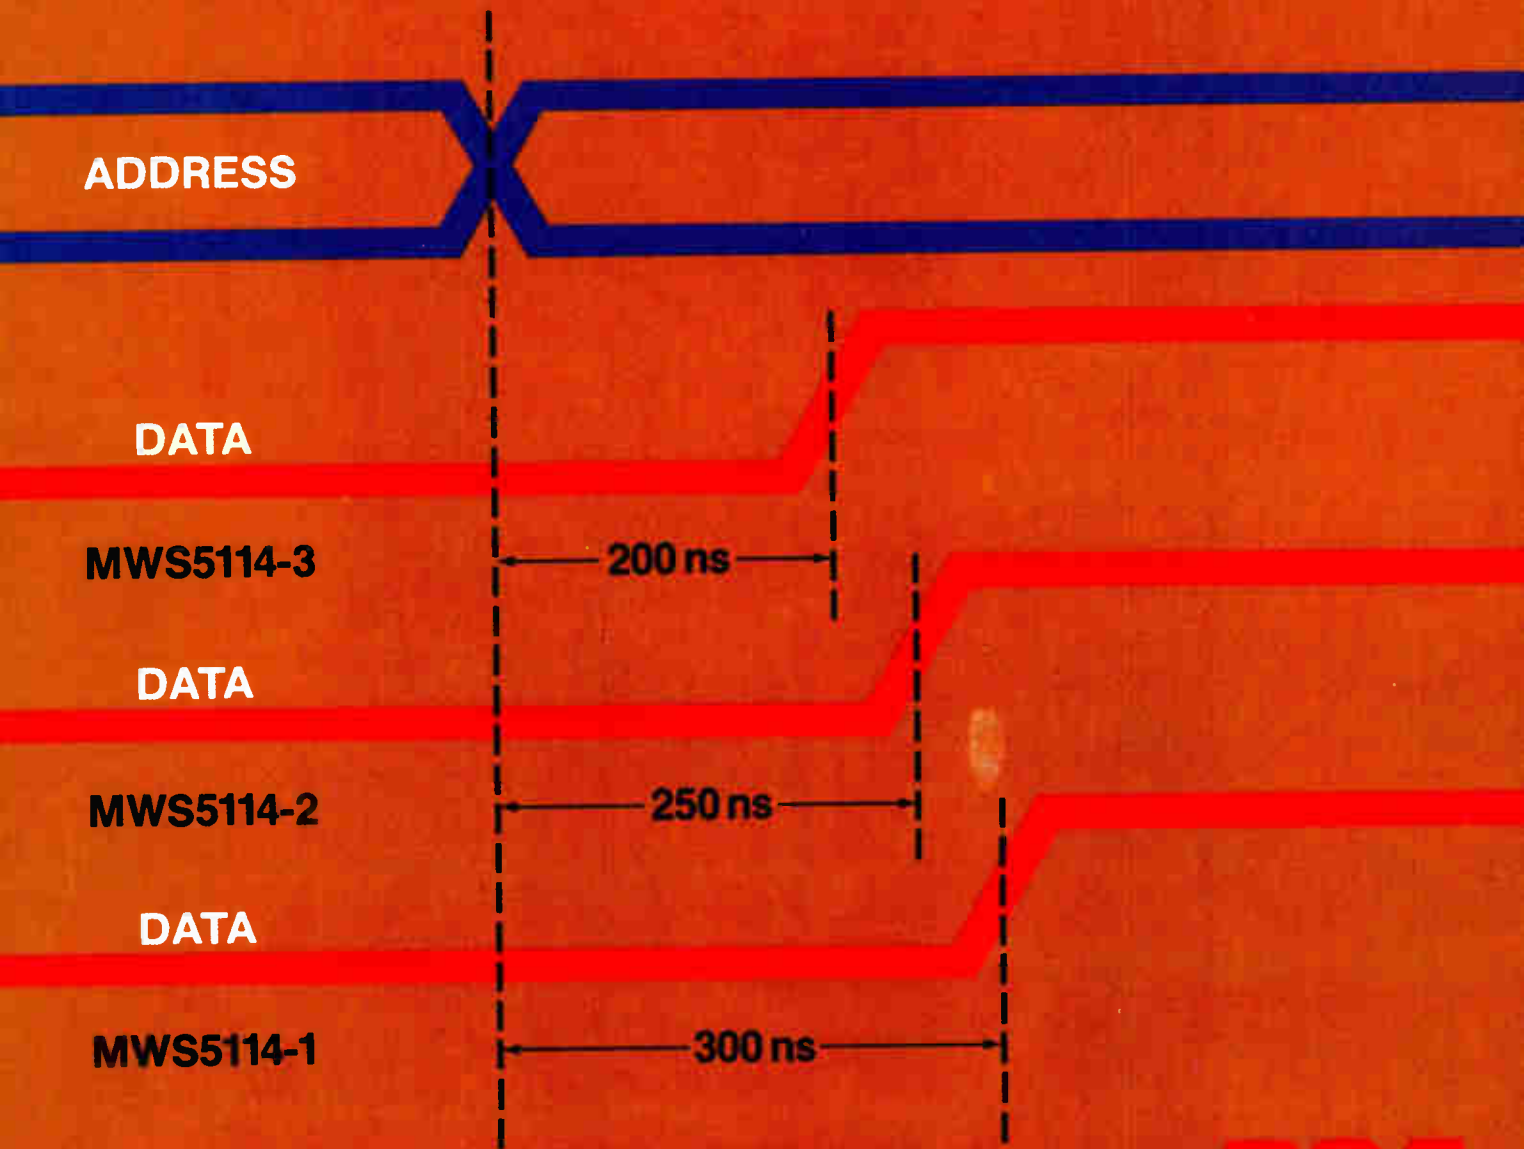 ADDRESS
DATA
MWS5114-3
200 ns
DATA
MWS5114-2
250 ns
DATA
MWS5114-1
300 ns